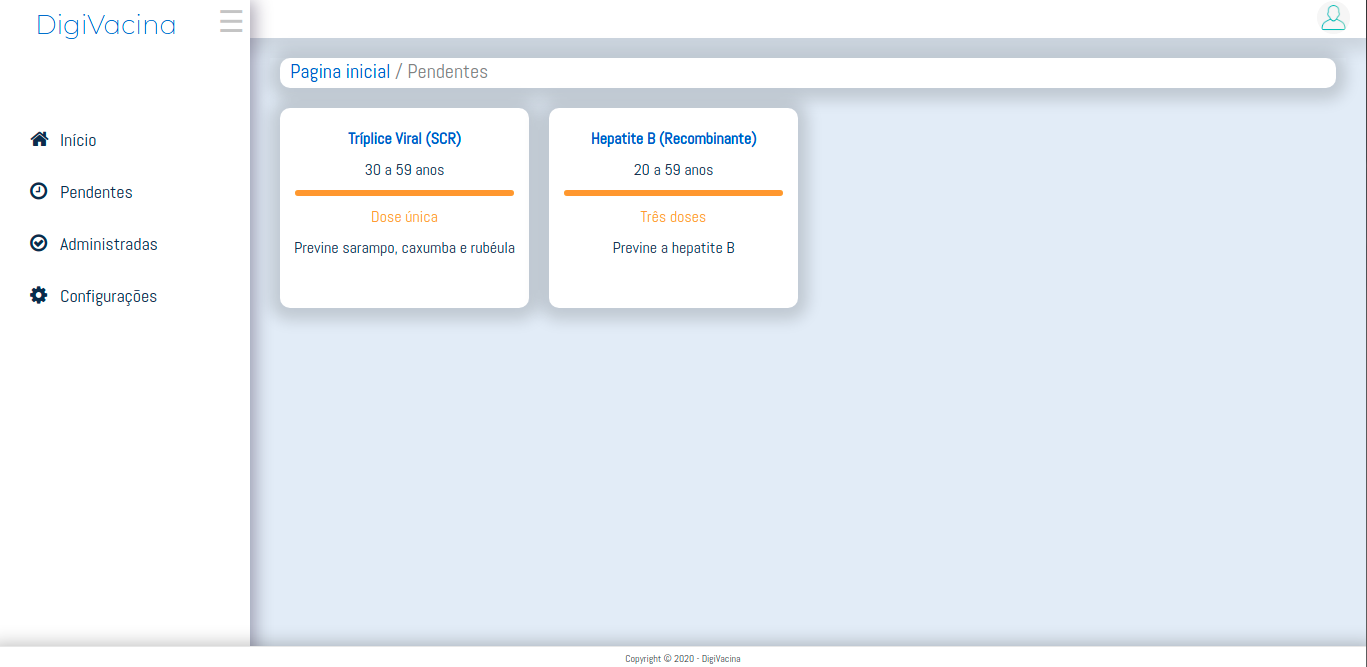 DigiVacina
Início
Pendentes
Administradas
Configurações
Pagina inicial / Pendentes
Tríplice Viral (SCR)
30 a 59 anos
Dose única
Previne sarampo, caxumba e rubéula
Hepatite B (Recombinante)
20 a 59 anos
Três doses
Previne a hepatite B
Copyright © 2020 - DigiVacina